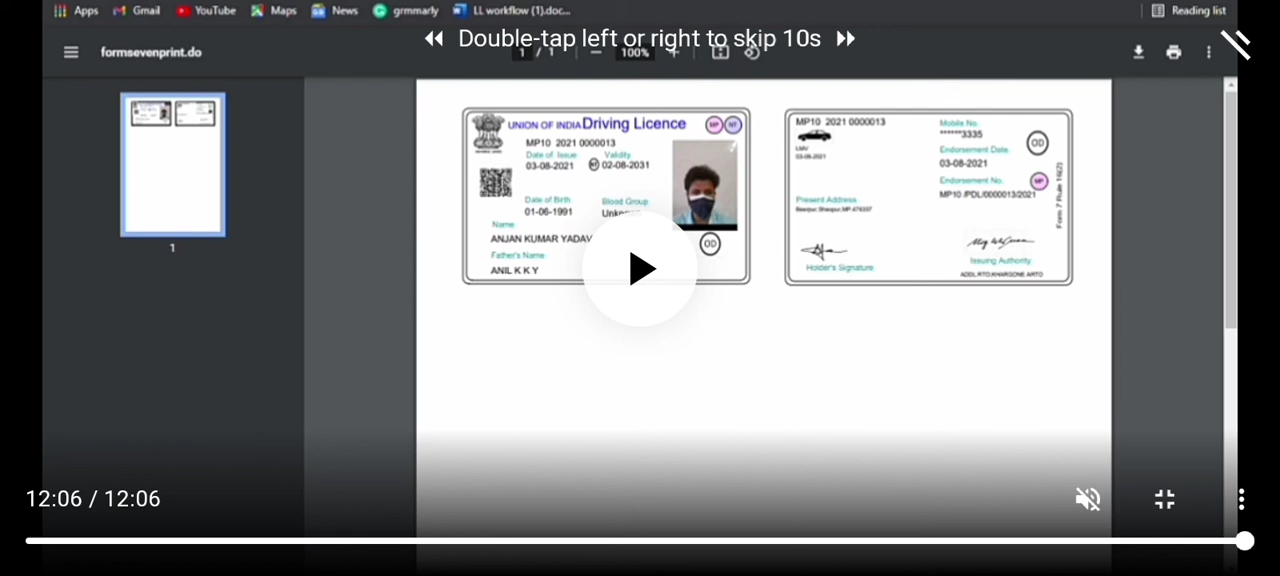 Apps Gmail YouTube Maps News grmmarly LL workflow (1).doc... Reading list
Double-tap left or right to skip 10s
formsevenprint.do 1 / 1 100%
UNION OF INDIA Driving Licence MP NT
MP10 2021 0000013
Date of Issue Validity
03-08-2021 NT 02-08-2031
Date of Birth Blood Group
01-06-1991
Name
ANJAN KUMAR YADAV
OD
Father's Name
ANIL K K Y
MP10 2021 0000013
LMV
03-08-2021
Mobile No.
******3335
OD
Endorsement Date
03-08-2021
Endorsement No. MP
MP10 /PDL/0000013/2021
Form 7 Rule 16(2)
Present Address
Holder's Signature
Issuing Authority
ADDL.RTO,KHARGONE ARTO
1
12:06 / 12:06